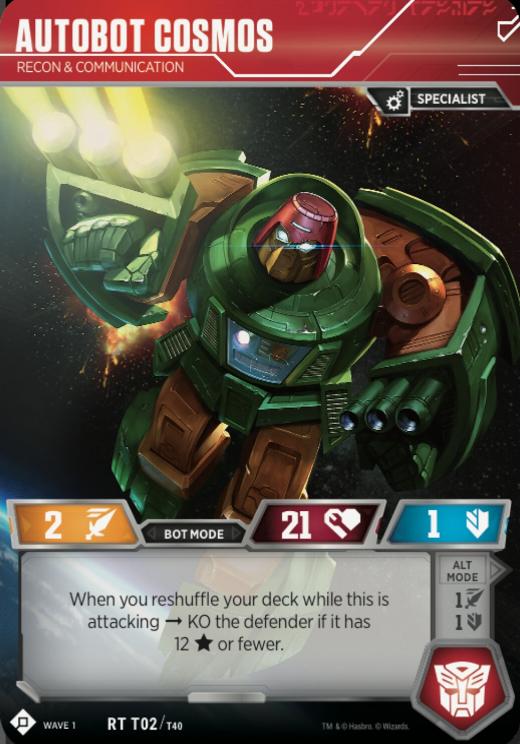 AUTOBOT COSMOS
RECON & COMMUNICATION
SPECIALIST
2
BOT MODE
21
1
ALT
MODE
1
1
When you reshuffle your deck while this is
attacking → KO the defender if it has
12 ★ or fewer.
WAVE 1
RT T02/T40
TM & © Hasbro. © Wizards.